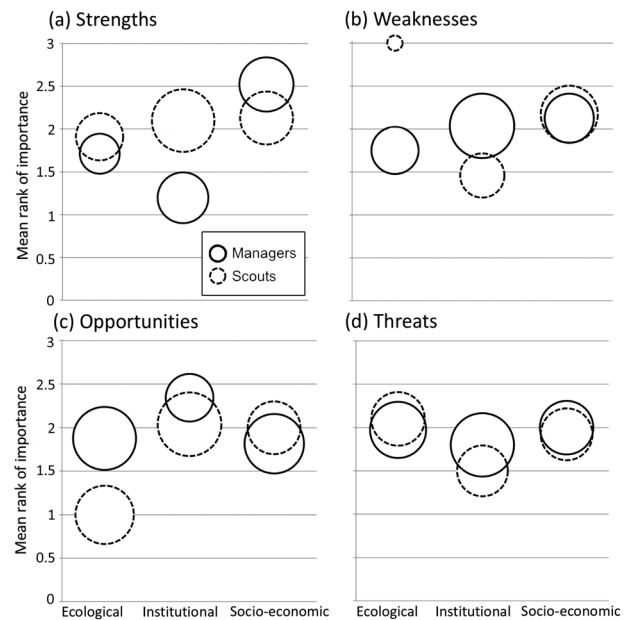 (a) Strengths
(b) Weaknesses
Mean rank of importance
3
2.5
2
1.5
1
0.5
0
Managers
Scouts
(c) Opportunities
(d) Threats
Mean rank of importance
3
2.5
2
1.5
1
0.5
0
Ecological Institutional Socio-economic
Ecological Institutional Socio-economic